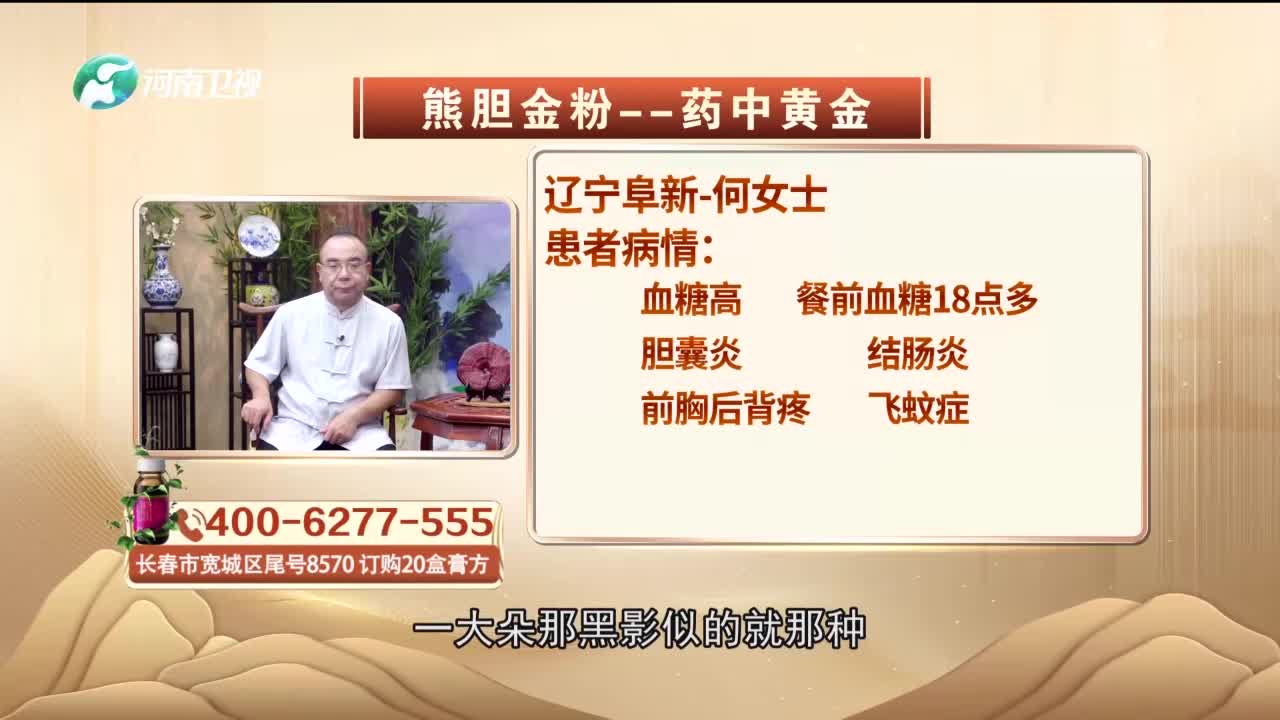 河南卫视
熊胆金粉--药中黄金
辽宁阜新-何女士
患者病情：
血糖高 餐前血糖18点多
胆囊炎 结肠炎
前胸后背疼 飞蚊症
400-6277-555
长春市宽城区尾号8570 订购20盒膏方
一大朵那黑影似的就那种